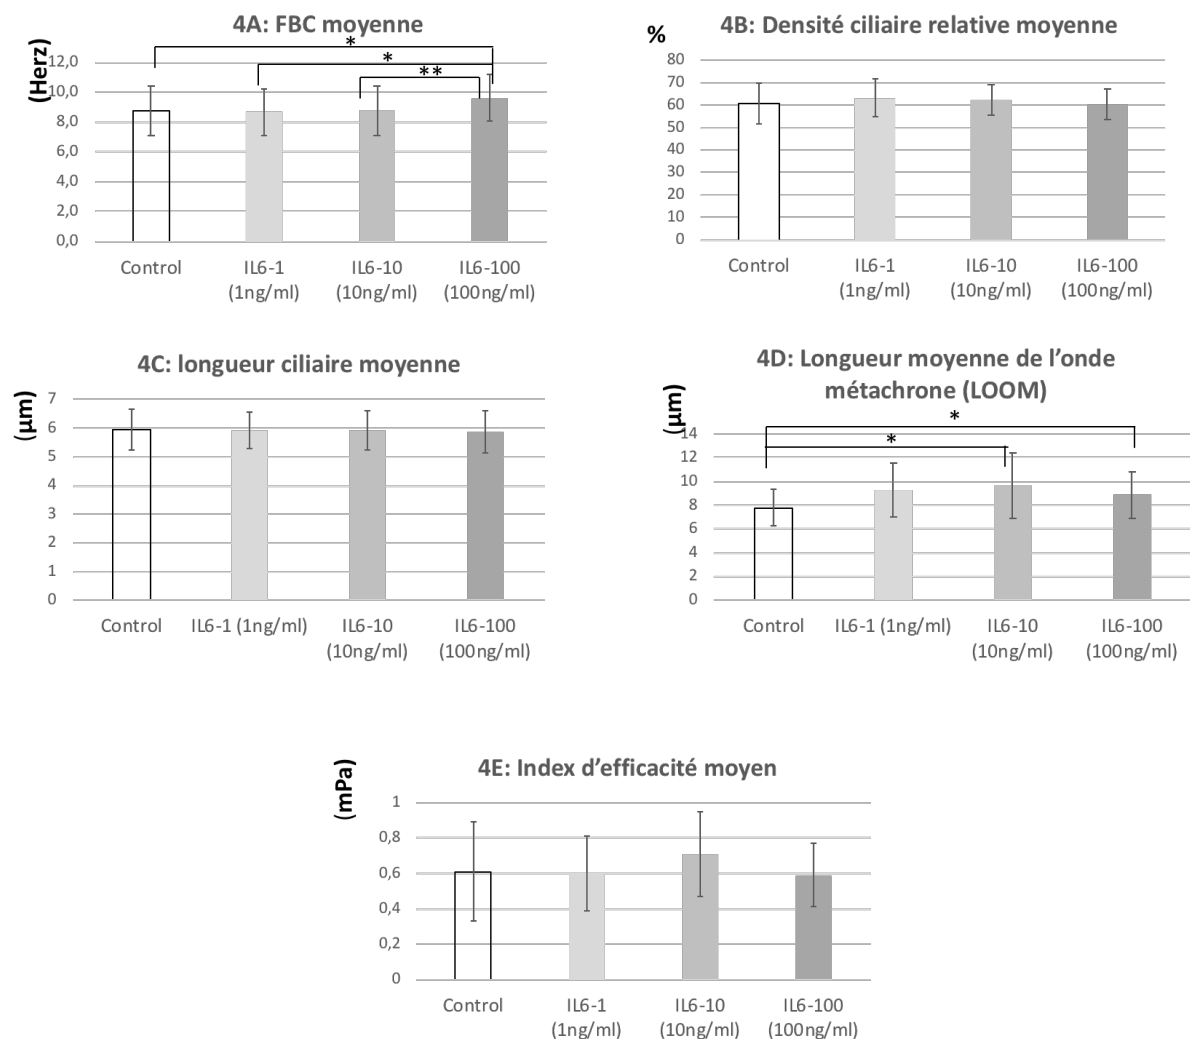 4A: FBC moyenne
(Herz)
*
*
**
12,0
10,0
8,0
6,0
4,0
2,0
0,0
Control
IL6-1
(1ng/ml)
IL6-10
(10ng/ml)
IL6-100
(100ng/ml)
4B: Densité ciliaire relative moyenne
%
80
70
60
50
40
30
20
10
0
Control
IL6-1
(1ng/ml)
IL6-10
(10ng/ml)
IL6-100
(100ng/ml)
4C: longueur ciliaire moyenne
(µm)
7
6
5
4
3
2
1
0
Control
IL6-1 (1ng/ml)
IL6-10
(10ng/ml)
IL6-100
(100ng/ml)
4D: Longueur moyenne de l’onde
métachrone (LOOM)
(µm)
*
*
14
12
10
8
6
4
2
0
Control
IL6-1 (1ng/ml)
IL6-10
(10ng/ml)
IL6-100
(100ng/ml)
4E: Index d’efficacité moyen
(mPa)
1
0,8
0,6
0,4
0,2
0
Control
IL6-1
(1ng/ml)
IL6-10
(10ng/ml)
IL6-100
(100ng/ml)